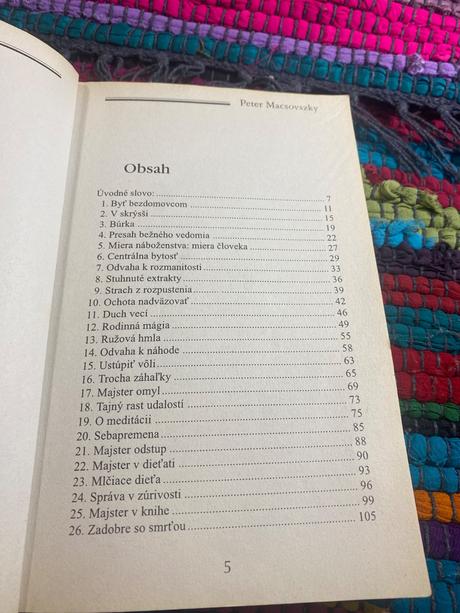 Peter Macsovszky
Obsah
Úvodné slovo: 7
1. Byť bezdomovcom 11
2. V skrýši 15
3. Búrka 19
4. Presah bežného vedomia 22
5. Miera náboženstva: miera človeka 27
6. Centrálna bytosť 29
7. Odvaha k rozmanitosti 33
8. Stuhnuté extrakty 36
9. Strach z rozpustenia 39
10. Ochota nadväzovať 42
11. Duch vecí 46
12. Rodinná mágia 49
13. Ružová hmla 55
14. Odvaha k náhode 58
15. Ustúpiť vôli 63
16. Trocha záhaľky 65
17. Majster omyl 69
18. Tajný rast udalostí 73
19. O meditácii 75
20. Sebapremena 85
21. Majster odstup 88
22. Majster v dieťati 90
23. Mlčiace dieťa 93
24. Správa v zúrivosti 96
25. Majster v knihe 99
26. Zadobre so smrťou 105
5